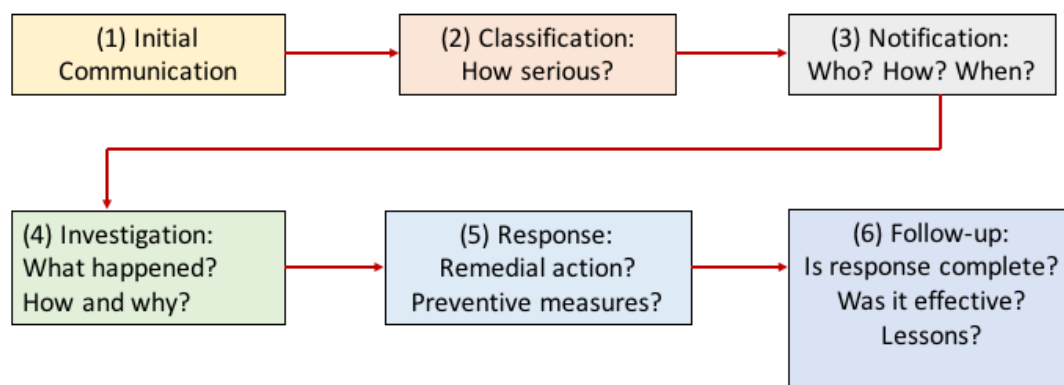 (1) Initial
Communication
(2) Classification:
How serious?
(3) Notification:
Who? How? When?
(4) Investigation:
What happened?
How and why?
(5) Response:
Remedial action?
Preventive measures?
(6) Follow-up:
Is response complete?
Was it effective?
Lessons?